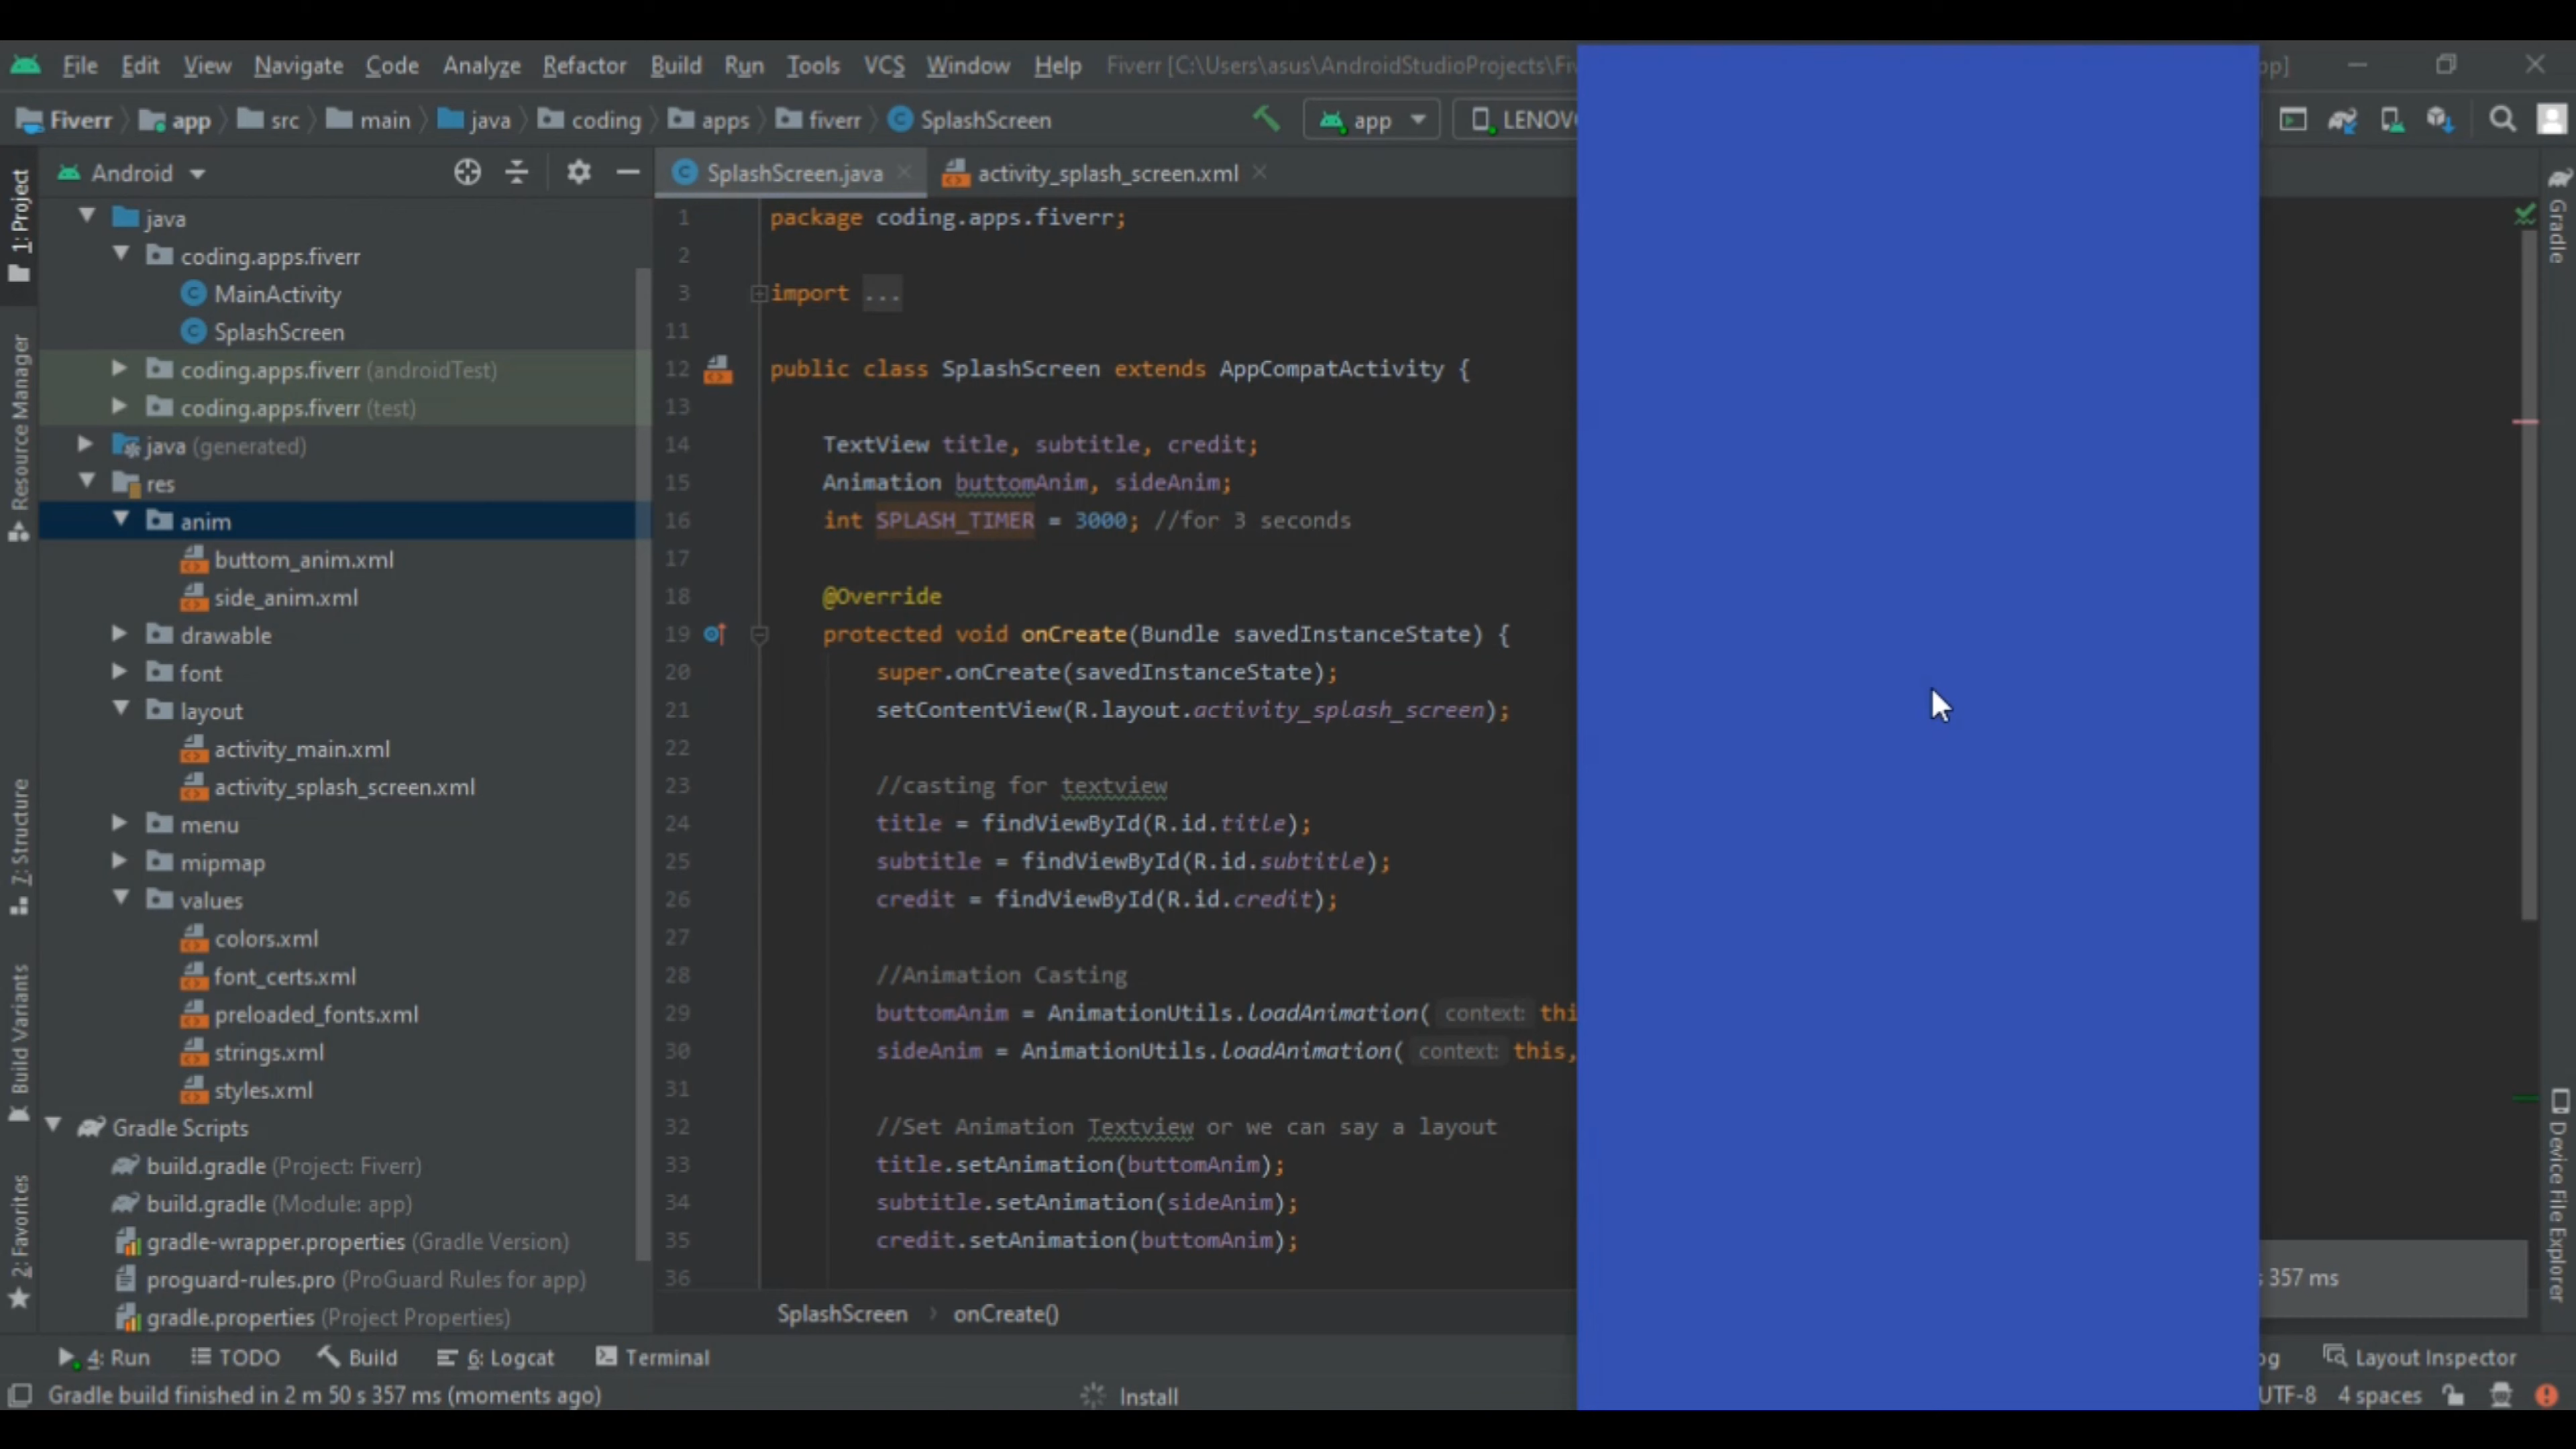 File Edit View Navigate Code Analyze Refactor Build Run Tools VCS Window Help Fiverr [C:\Users\asus\AndroidStudioProjects\Fiv
Fiverr app src main java coding apps fiverr SplashScreen app LENOVO
1: Project
Resource Manager
7: Structure
Build Variants
2: Favorites
Android
java
coding.apps.fiverr
MainActivity
SplashScreen
coding.apps.fiverr (androidTest)
coding.apps.fiverr (test)
java (generated)
res
anim
buttom_anim.xml
side_anim.xml
drawable
font
layout
activity_main.xml
activity_splash_screen.xml
menu
mipmap
values
colors.xml
font_certs.xml
preloaded_fonts.xml
strings.xml
styles.xml
Gradle Scripts
build.gradle (Project: Fiverr)
build.gradle (Module: app)
gradle-wrapper.properties (Gradle Version)
proguard-rules.pro (ProGuard Rules for app)
gradle.properties (Project Properties)
SplashScreen.java activity_splash_screen.xml
1 package coding.apps.fiverr;
2
3 import ...
11
12 public class SplashScreen extends AppCompatActivity {
13
14 TextView title, subtitle, credit;
15 Animation buttomAnim, sideAnim;
16 int SPLASH_TIMER = 3000; //for 3 seconds
17
18 @Override
19 protected void onCreate(Bundle savedInstanceState) {
20 super.onCreate(savedInstanceState);
21 setContentView(R.layout.activity_splash_screen);
22
23 //casting for textview
24 title = findViewById(R.id.title);
25 subtitle = findViewById(R.id.subtitle);
26 credit = findViewById(R.id.credit);
27
28 //Animation Casting
29 buttomAnim = AnimationUtils.loadAnimation( context: thi
30 sideAnim = AnimationUtils.loadAnimation( context: this,
31
32 //Set Animation Textview or we can say a layout
33 title.setAnimation(buttomAnim);
34 subtitle.setAnimation(sideAnim);
35 credit.setAnimation(buttomAnim);
36
SplashScreen onCreate()
Gradle
Device File Explorer
s 357 ms
4: Run TODO Build 6: Logcat Terminal Layout Inspector
Gradle build finished in 2 m 50 s 357 ms (moments ago) Install UTF-8 4 spaces